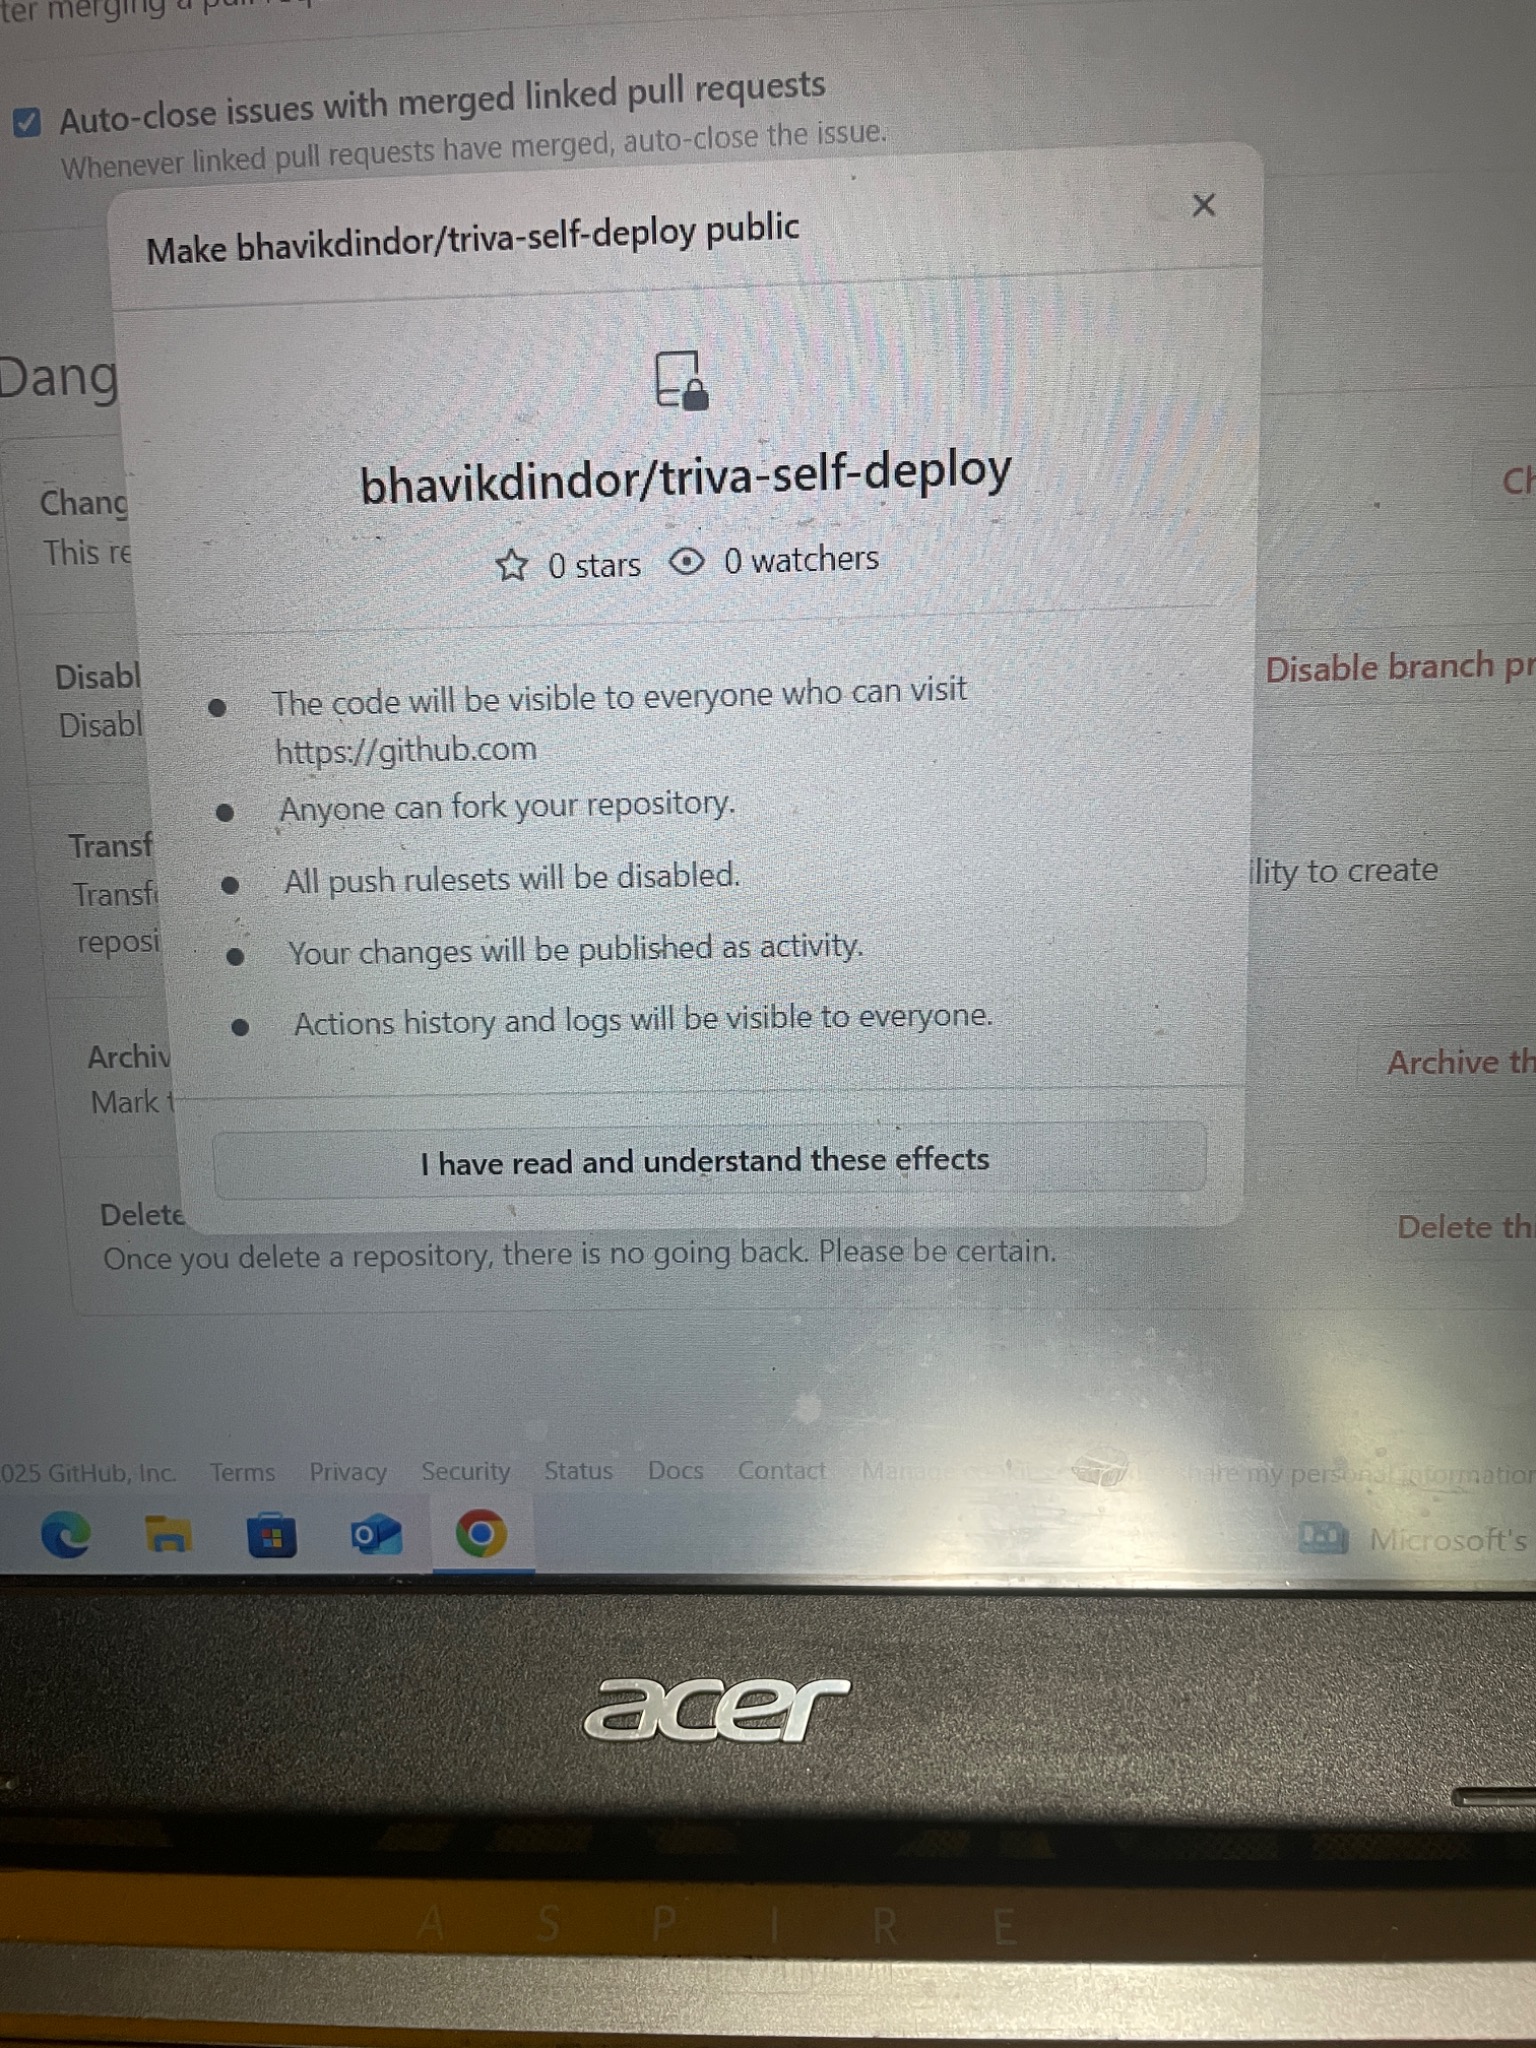 ter merging a pull req
Auto-close issues with merged linked pull requests
Whenever linked pull requests have merged, auto-close the issue.
Make bhavikdindor/triva-self-deploy public
Dang
bhavikdindor/triva-self-deploy
0 stars 0 watchers
Chang
This re
Ch
Disabl
Disabl
Disable branch pr
The code will be visible to everyone who can visit
https://github.com
Anyone can fork your repository.
All push rulesets will be disabled.
Your changes will be published as activity.
Actions history and logs will be visible to everyone.
Transf
Transf
reposi
ility to create
Archiv
Mark t
Archive th
I have read and understand these effects
Delete
Once you delete a repository, there is no going back. Please be certain.
Delete th
025 GitHub, Inc. Terms Privacy Security Status Docs Contact Manage share my personal information
Microsoft's
acer
ASPIRE